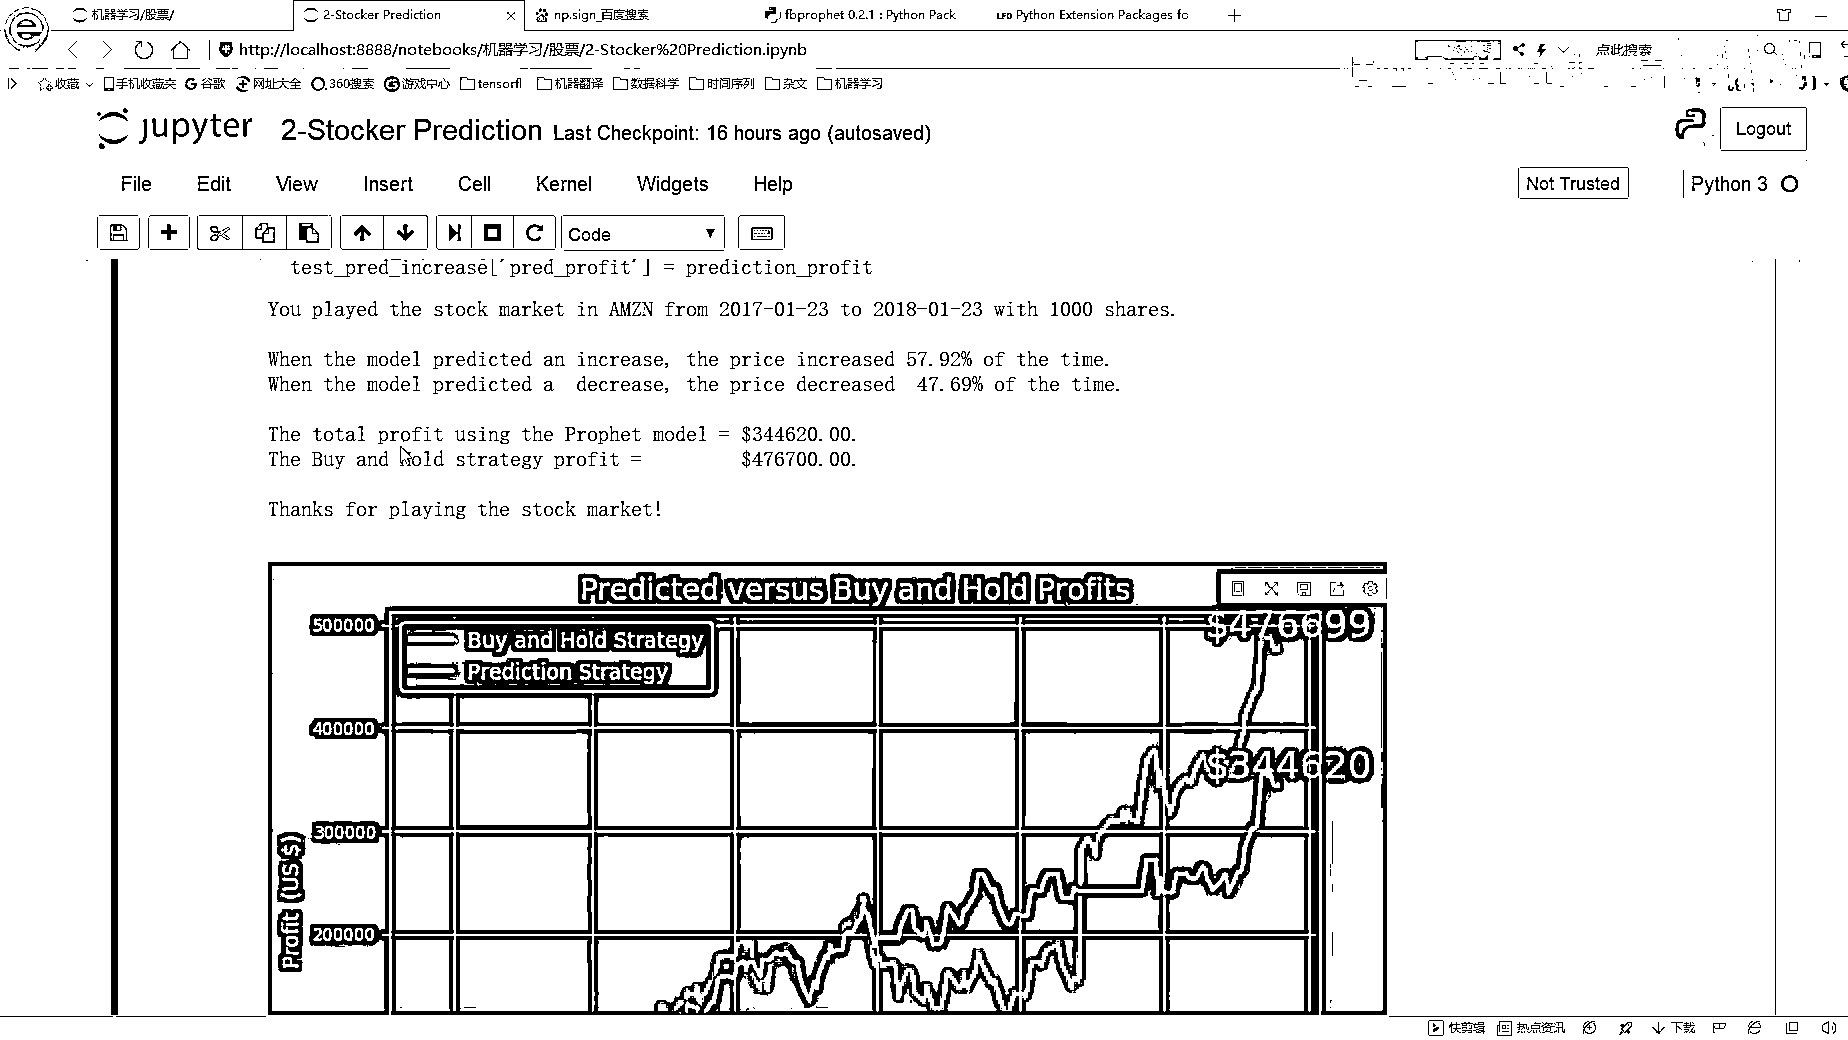 机器学习/股票/
2-Stocker Prediction
np.sign_百度搜索
fbprophet 0.2.1 : Python Pack
LFD Python Extension Packages fo
http://localhost:8888/notebooks/机器学习/股票/2-Stocker%20Prediction.ipynb
点此搜索
收藏 手机收藏夹 谷歌 网址大全 360搜索 游戏中心 tensorfl 机器翻译 数据科学 时间序列 杂文 机器学习
jupyter 2-Stocker Prediction Last Checkpoint: 16 hours ago (autosaved)
Logout
File Edit View Insert Cell Kernel Widgets Help
Not Trusted
Python 3
Code
test_pred_increase['pred_profit'] = prediction_profit
You played the stock market in AMZN from 2017-01-23 to 2018-01-23 with 1000 shares.
When the model predicted an increase, the price increased 57.92% of the time.
When the model predicted a  decrease, the price decreased  47.69% of the time.
The total profit using the Prophet model = $344620.00.
The Buy and Hold strategy profit =         $476700.00.
Thanks for playing the stock market!
Predicted versus Buy and Hold Profits
Buy and Hold Strategy
Prediction Strategy
$476699
$344620
500000
400000
300000
200000
Profit (US $)
快剪辑 热点资讯 下载